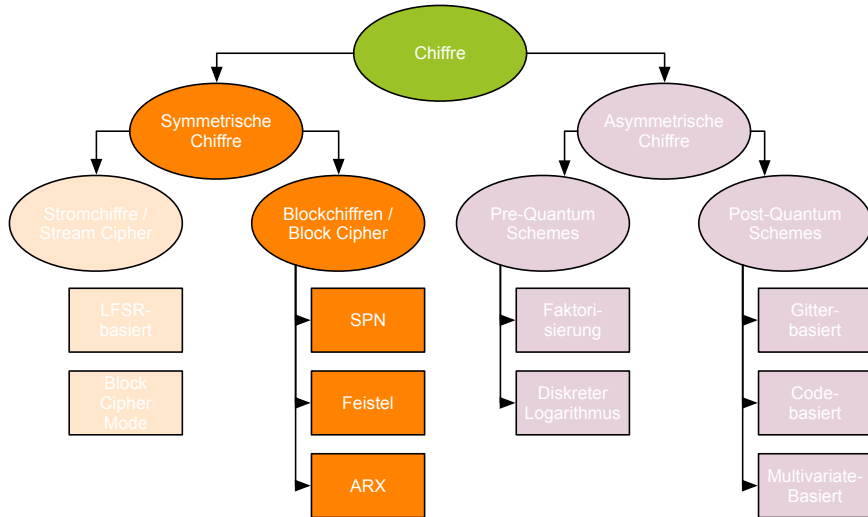 Chiffre
Symmetrische
Chiffre
Asymmetrische
Chiffre
Stromchiffre /
Stream Cipher
Blockchiffren /
Block Cipher
Pre-Quantum
Schemes
Post-Quantum
Schemes
LFSR-
basiert
SPN
Faktori-
sierung
Gitter-
basiert
Block
Cipher
Mode
Feistel
Diskreter
Logarithmus
Code-
basiert
ARX
Multivariate-
Basiert